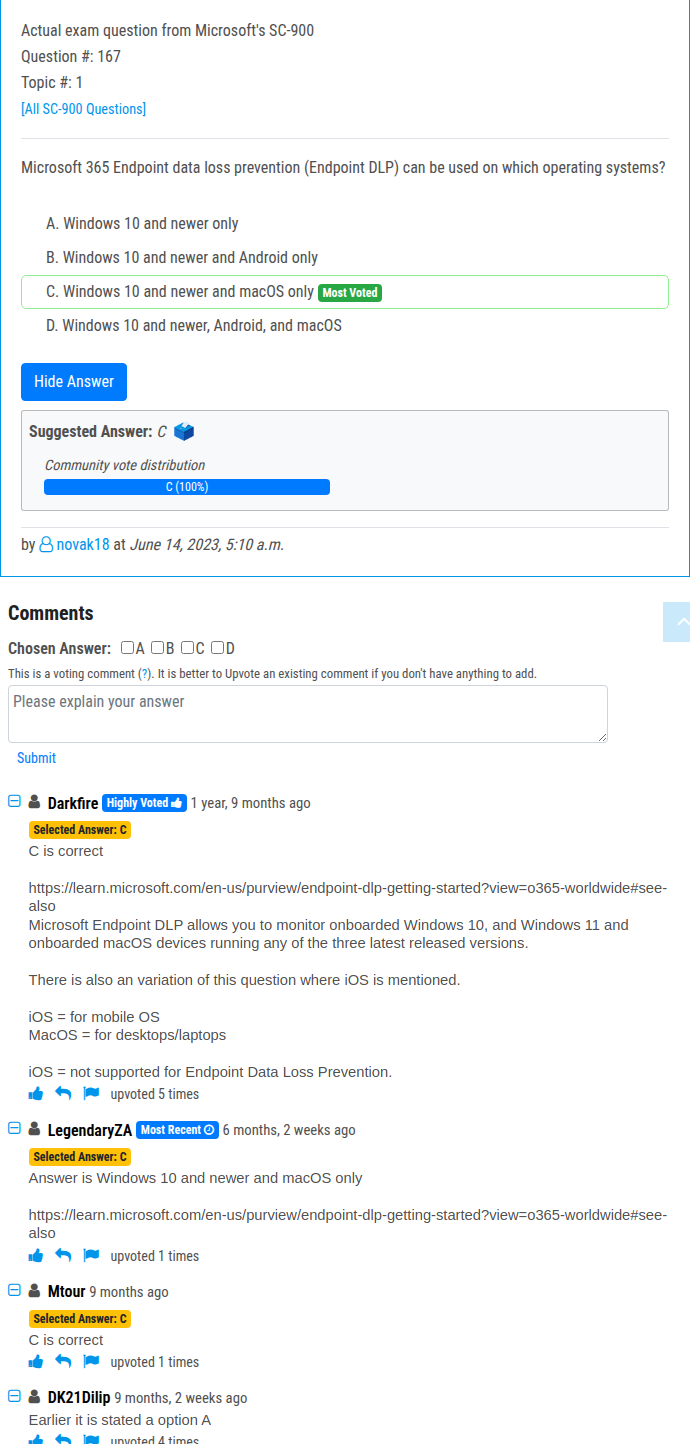 Actual exam question from Microsoft's SC-900
Question #: 167
Topic #: 1
[All SC-900 Questions]
Microsoft 365 Endpoint data loss prevention (Endpoint DLP) can be used on which operating systems?
A. Windows 10 and newer only
B. Windows 10 and newer and Android only
C. Windows 10 and newer and macOS only Most Voted
D. Windows 10 and newer, Android, and macOS
Hide Answer
Suggested Answer: C
Community vote distribution
C (100%)
by novak18 at June 14, 2023, 5:10 a.m.
Comments
Chosen Answer: A B C D
This is a voting comment (?). It is better to Upvote an existing comment if you don't have anything to add.
Please explain your answer
Submit
Darkfire Highly Voted 1 year, 9 months ago
Selected Answer: C
C is correct
https://learn.microsoft.com/en-us/purview/endpoint-dlp-getting-started?view=o365-worldwide#see-
also
Microsoft Endpoint DLP allows you to monitor onboarded Windows 10, and Windows 11 and
onboarded macOS devices running any of the three latest released versions.
There is also an variation of this question where iOS is mentioned.
iOS = for mobile OS
MacOS = for desktops/laptops
iOS = not supported for Endpoint Data Loss Prevention.
upvoted 5 times
LegendaryZA Most Recent 6 months, 2 weeks ago
Selected Answer: C
Answer is Windows 10 and newer and macOS only
https://learn.microsoft.com/en-us/purview/endpoint-dlp-getting-started?view=o365-worldwide#see-
also
upvoted 1 times
Mtour 9 months ago
Selected Answer: C
C is correct
upvoted 1 times
DK21Dilip 9 months, 2 weeks ago
Earlier it is stated a option A
upvoted 4 times